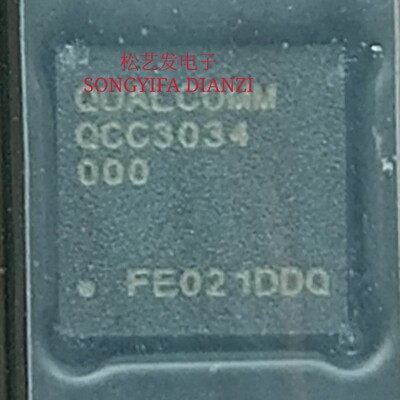 松艺发电子
SONGYIFA DIANZI
QUALCOMM
QCC3034
000
FE021DDQ